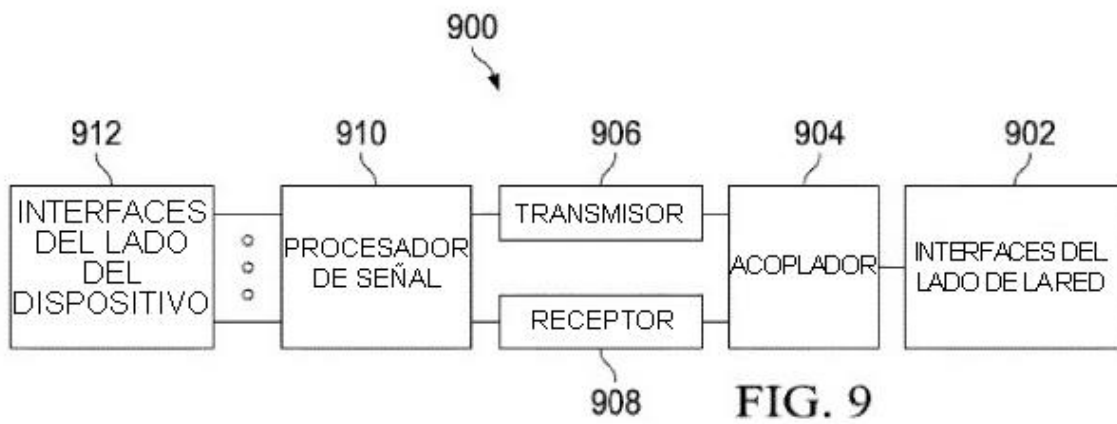 900
912
910
906
904
902
INTERFACES
DEL LADO
DEL
DISPOSITIVO
PROCESADOR
DE SEÑAL
TRANSMISOR
RECEPTOR
ACOPLADOR
INTERFACES DEL
LADO DE LA RED
908
FIG. 9